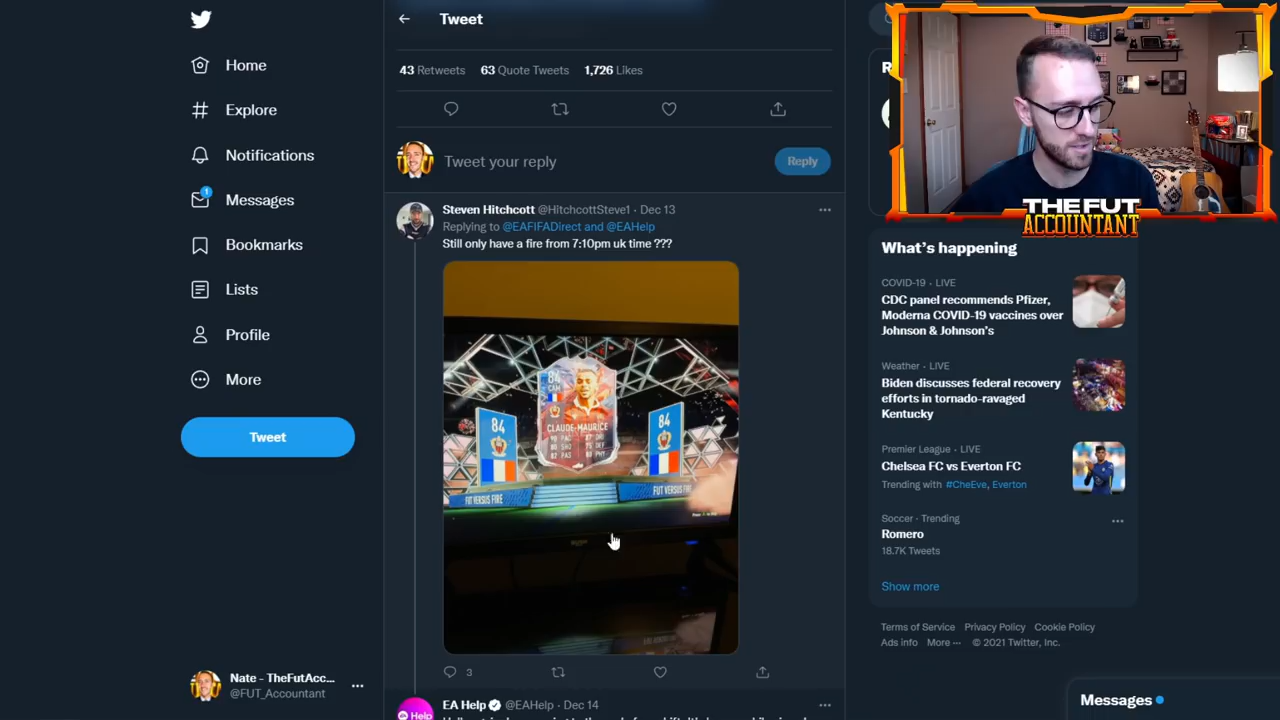 Tweet
Home
Explore
Notifications
1
Messages
Bookmarks
Lists
Profile
More
Tweet
Nate - TheFutAcc...
@FUT_Accountant
43 Retweets 63 Quote Tweets 1,726 Likes
Tweet your reply
Reply
Steven Hitchcott @HitchcottSteve1 · Dec 13
Replying to @EAFIFADirect and @EAHelp
Still only have a fire from 7:10pm uk time ???
84
CAM
CLAUDE-MAURICE
84
84
FUT VERSUS FIRE
FUT VERSUS FIRE
3
EA Help @EAHelp · Dec 14
Help
THE FUT
ACCOUNTANT
What's happening
COVID-19 · LIVE
CDC panel recommends Pfizer,
Moderna COVID-19 vaccines over
Johnson & Johnson's
Weather · LIVE
Biden discusses federal recovery
efforts in tornado-ravaged
Kentucky
Premier League · LIVE
Chelsea FC vs Everton FC
Trending with #CheEve, Everton
Soccer · Trending
Romero
18.7K Tweets
Show more
Terms of Service Privacy Policy Cookie Policy
Ads info More ··· © 2021 Twitter, Inc.
Messages